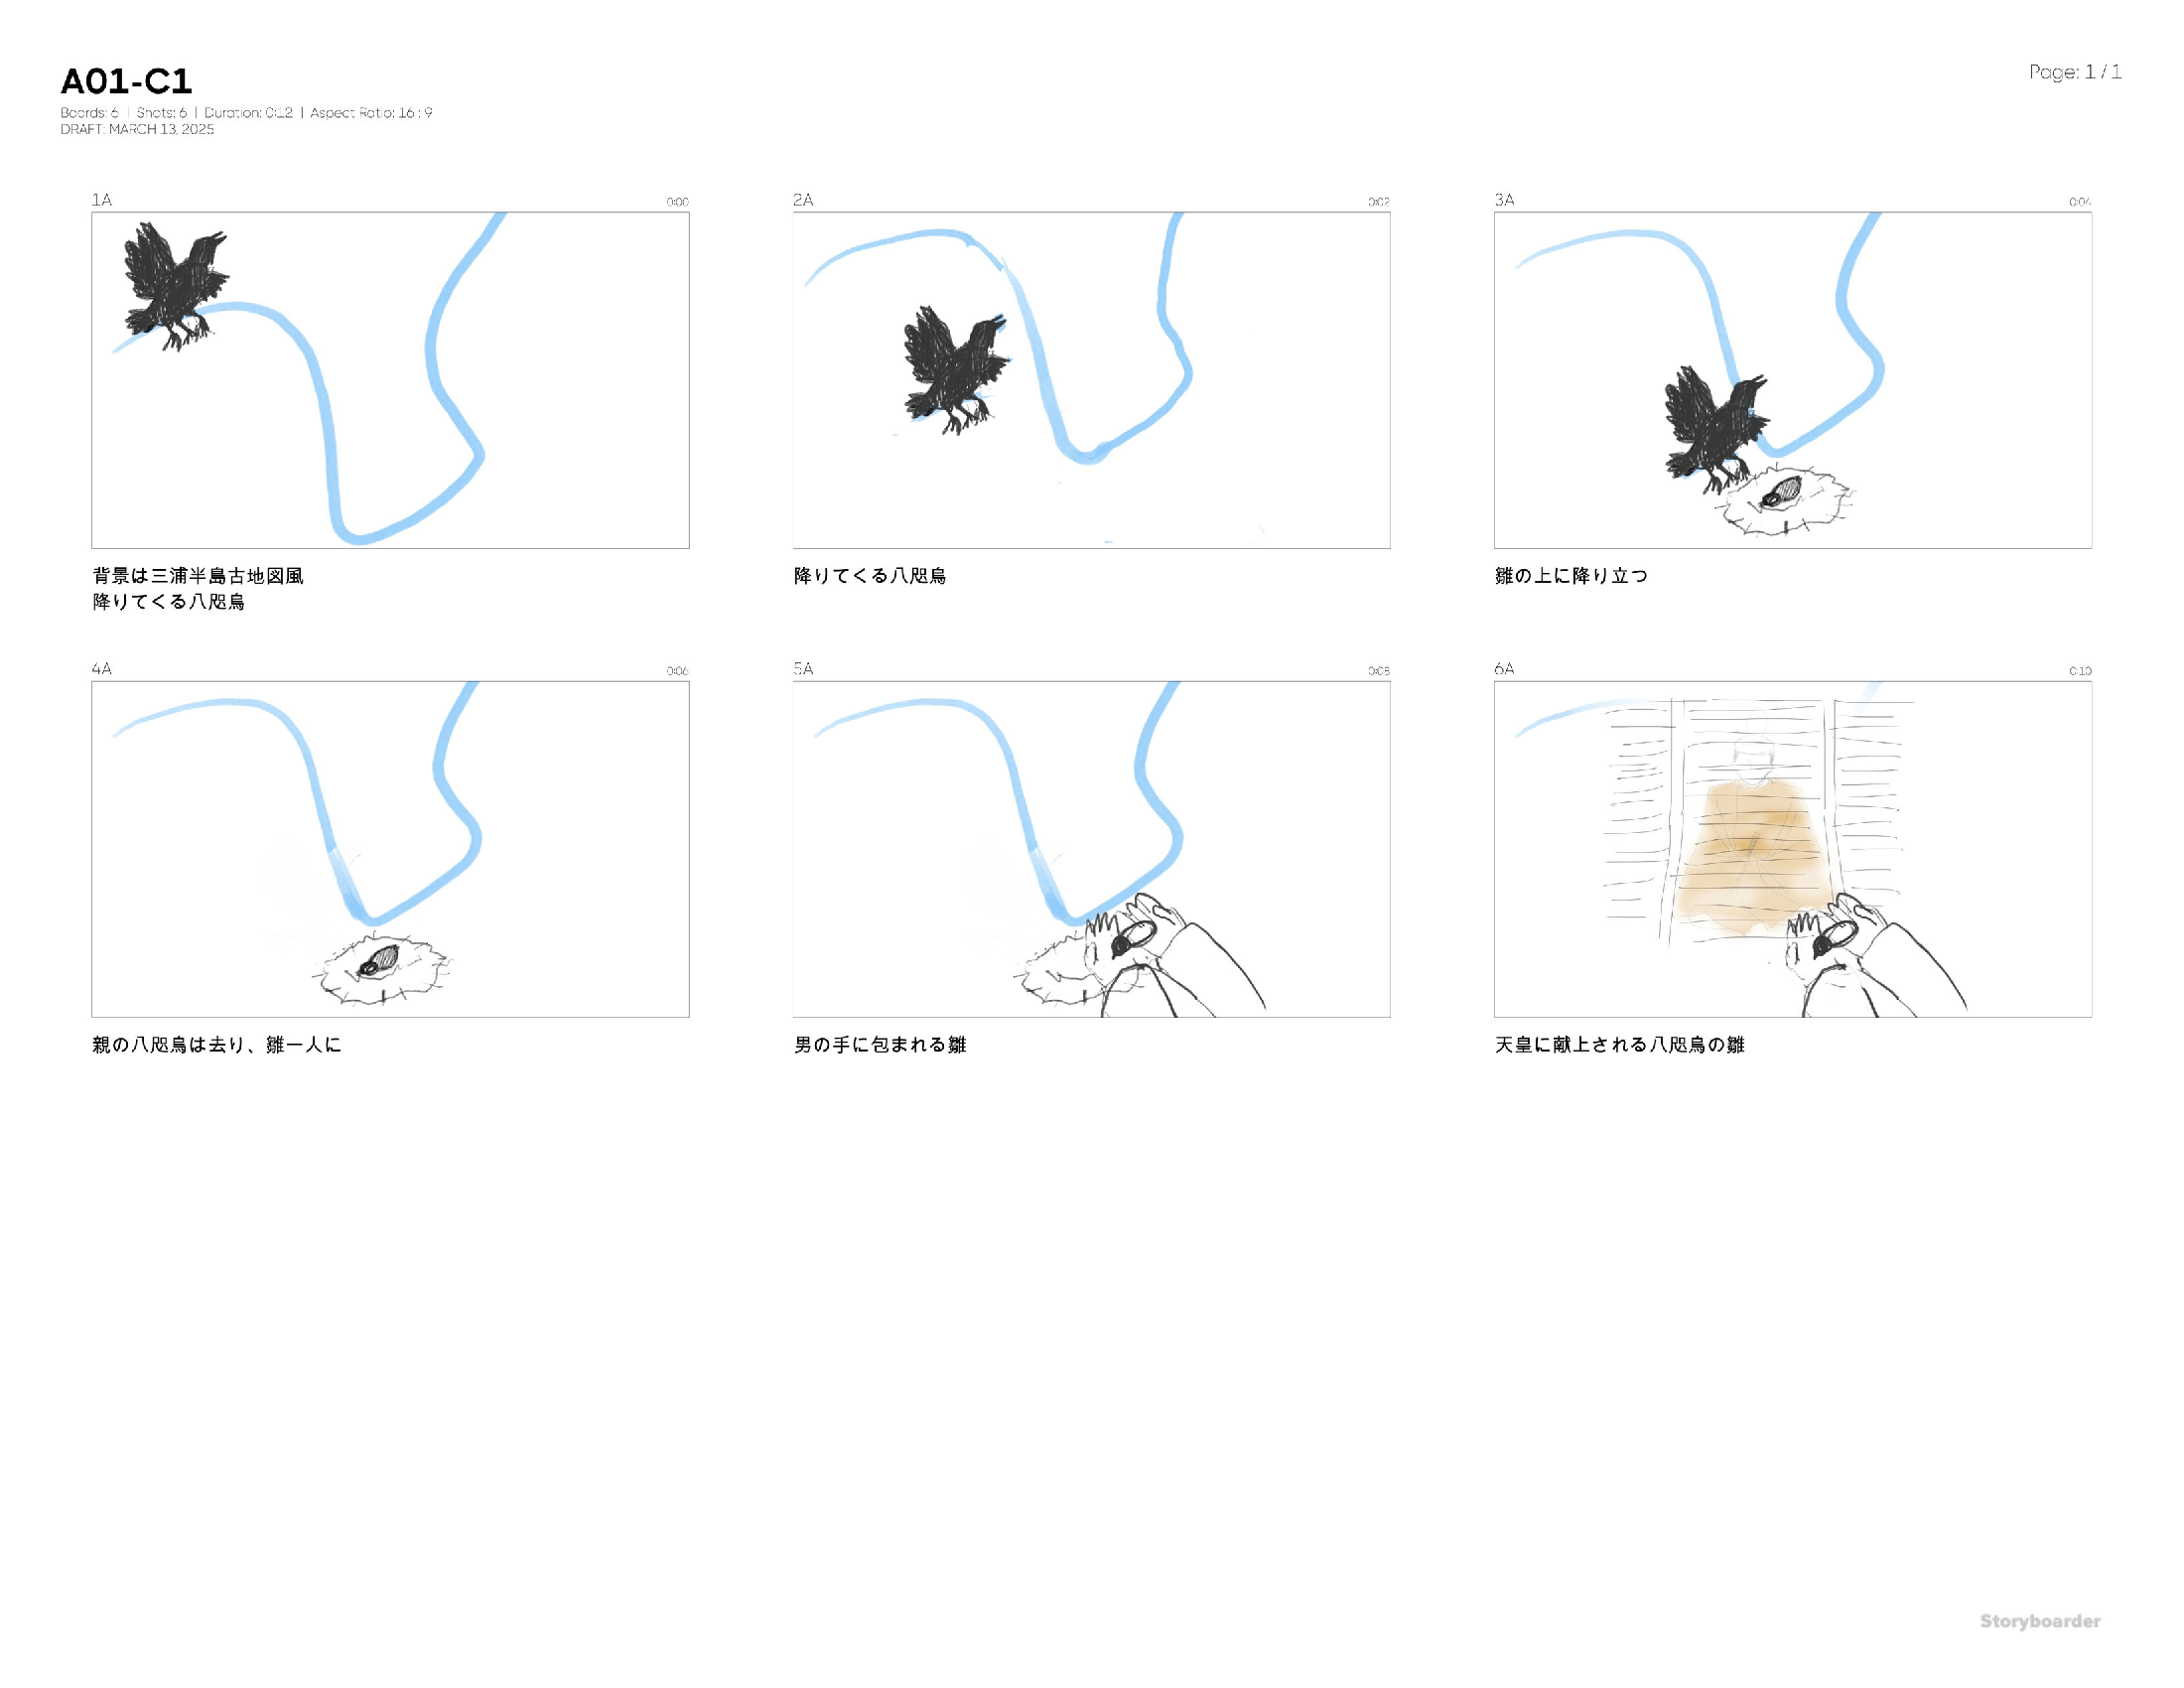 A01-C1
Page: 1 / 1
Boards: 6 | Shots: 6 | Duration: 0:12 | Aspect Ratio: 16 : 9
DRAFT: MARCH 13, 2025
1A
0:00
背景は三浦半島古地図風
降りてくる八咫烏
2A
0:02
降りてくる八咫烏
3A
0:04
雛の上に降り立つ
4A
0:06
親の八咫烏は去り、雛一人に
5A
0:08
男の手に包まれる雛
6A
0:10
天皇に献上される八咫烏の雛
Storyboarder